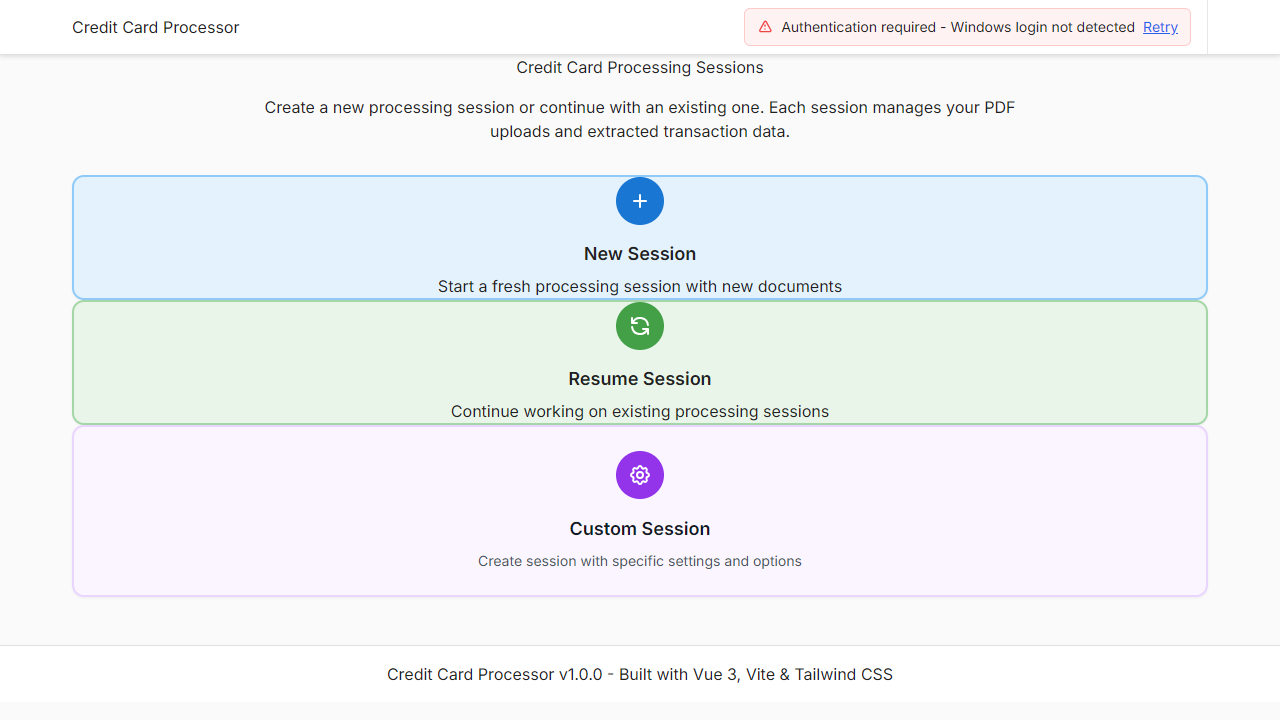 Credit Card Processor
Authentication required - Windows login not detected Retry
Credit Card Processing Sessions
Create a new processing session or continue with an existing one. Each session manages your PDF
uploads and extracted transaction data.
New Session
Start a fresh processing session with new documents
Resume Session
Continue working on existing processing sessions
Custom Session
Create session with specific settings and options
Credit Card Processor v1.0.0 - Built with Vue 3, Vite & Tailwind CSS